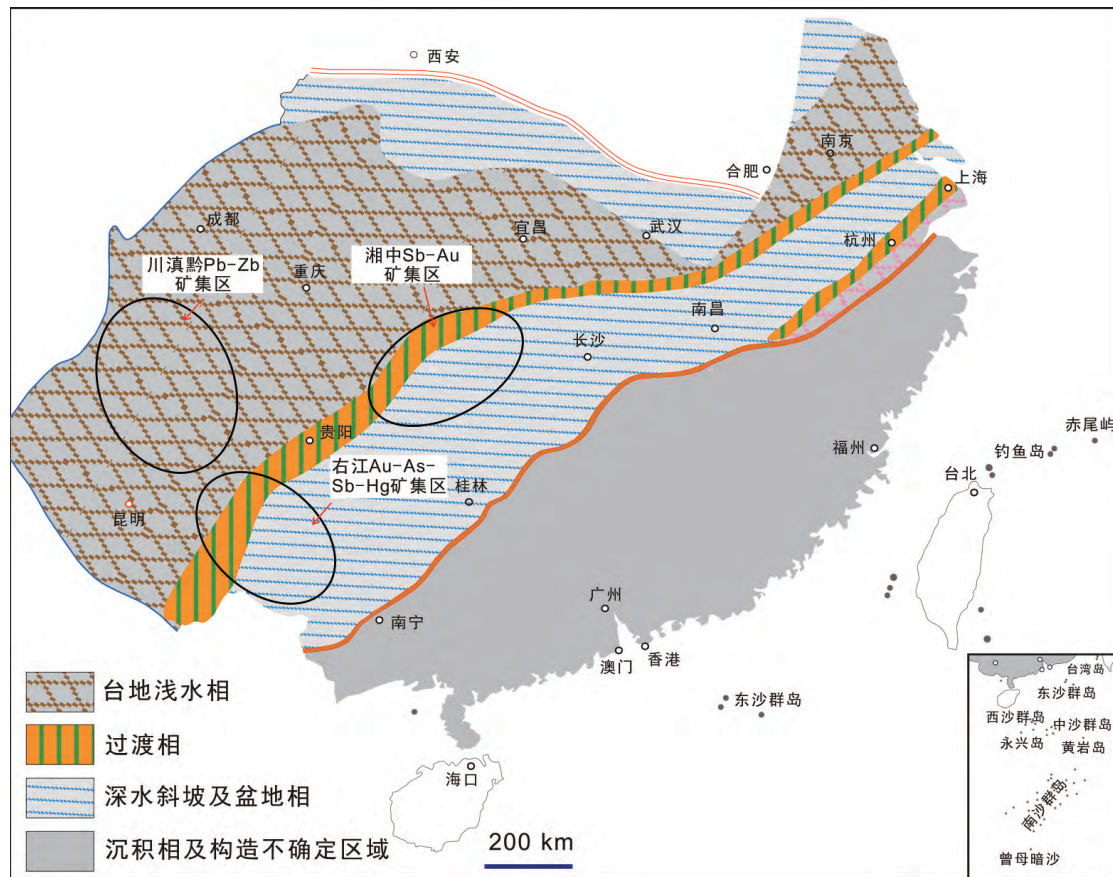 西安
南京
合肥
上海
成都
宜昌
武汉
杭州
川滇黔Pb-Zb
矿集区
重庆
湘中Sb-Au
矿集区
南昌
长沙
贵阳
福州
赤尾屿
钓鱼岛
台北
右江Au-As-
Sb-Hg矿集区
桂林
昆明
广州
南宁
澳门
香港
东沙群岛
海口
台地浅水相
过渡相
深水斜坡及盆地相
沉积相及构造不确定区域
200 km
台湾岛
东沙群岛
西沙群岛
中沙群岛
永兴岛
黄岩岛
南沙群岛
曾母暗沙